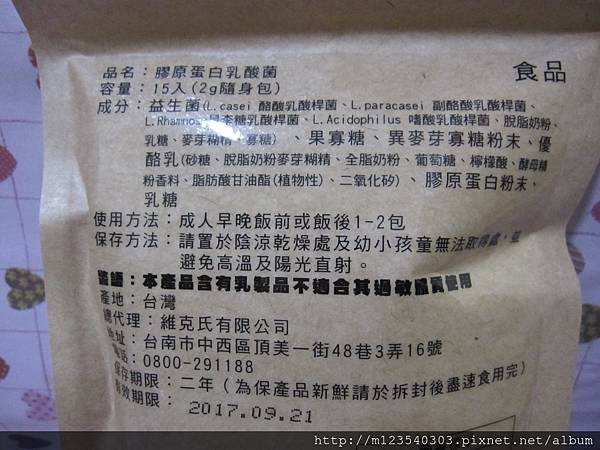 品名：膠原蛋白乳酸菌
食品
容量：15入(2g隨身包)
成分：益生菌(L.casei 酪酸乳酸桿菌、L.paracasei 副酪酸乳酸桿菌、
L.Rhamnos 李糖乳酸桿菌、L.Acidophilus 嗜酸乳酸桿菌、脫脂奶粉、
乳糖、麥芽糊精、寡糖)、果寡糖、異麥芽寡糖粉末、優
酪乳(砂糖、脫脂奶粉麥芽糊精、全脂奶粉、葡萄糖、檸檬酸、酵母精
粉香料、脂肪酸甘油酯(植物性)、二氧化矽)、膠原蛋白粉末、
乳糖
使用方法：成人早晚飯前或飯後1-2包
保存方法：請置於陰涼乾燥處及幼小孩童無法取得處，並
避免高溫及陽光直射。
警語：本產品含有乳製品不適合其過敏體質使用
產地：台灣
總代理：維克氏有限公司
地址：台南市中西區頂美一街48巷3弄16號
電話：0800-291188
保存期限：二年（為保產品新鮮請於拆封後盡速食用完）
有效期限：
2017.09.21
http://m123540303.pixnet.net/album